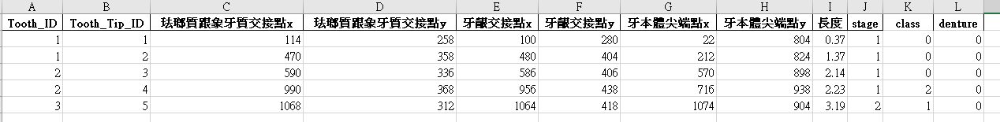 A B C D E F G H I J K L
Tooth_ID Tooth_Tip_ID 琺瑯質跟象牙質交接點x 琺瑯質跟象牙質交接點y 牙齦交接點x 牙齦交接點y 牙本體尖端點x 牙本體尖端點y 長度 stage class denture
1 1 114 258 100 280 22 804 0.37 1 0 0
1 2 470 358 480 404 212 824 1.37 1 0 0
2 3 590 336 586 406 570 898 2.14 1 0 0
2 4 990 368 956 438 716 938 2.23 1 2 0
3 5 1068 312 1064 418 1074 904 3.19 2 1 0